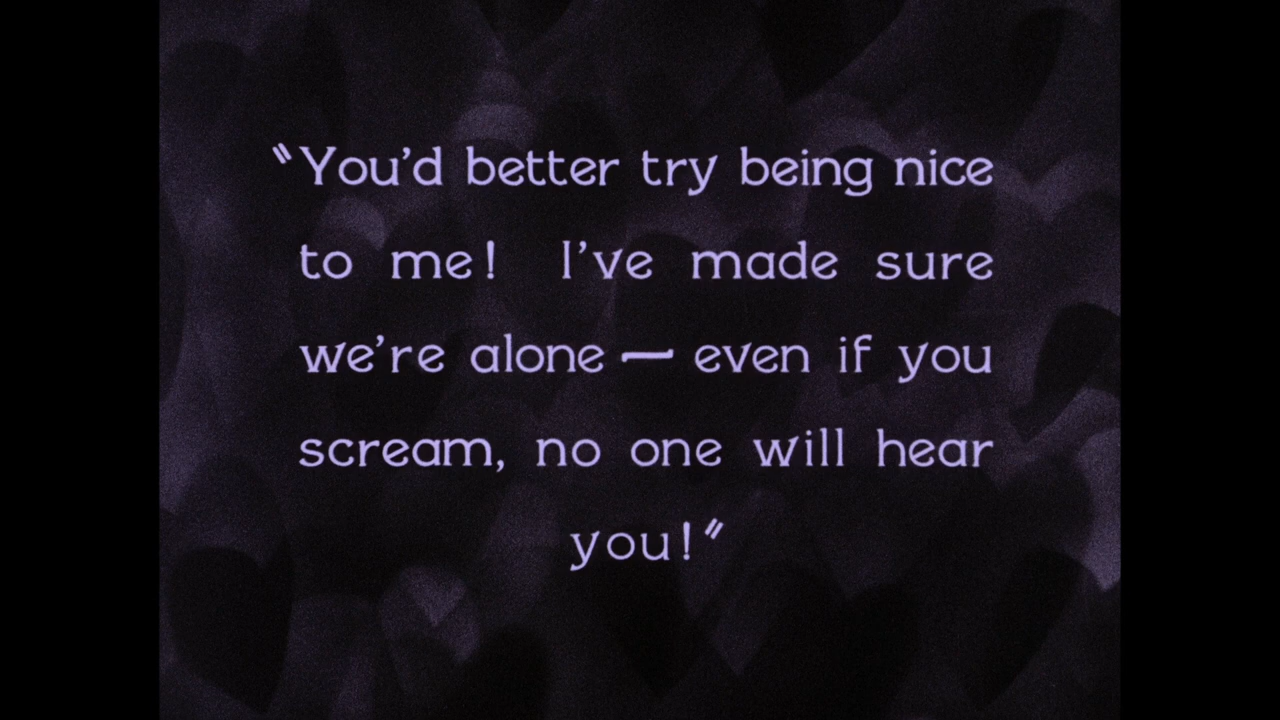 "You'd better try being nice
to me! I've made sure
we're alone — even if you
scream, no one will hear
you!"